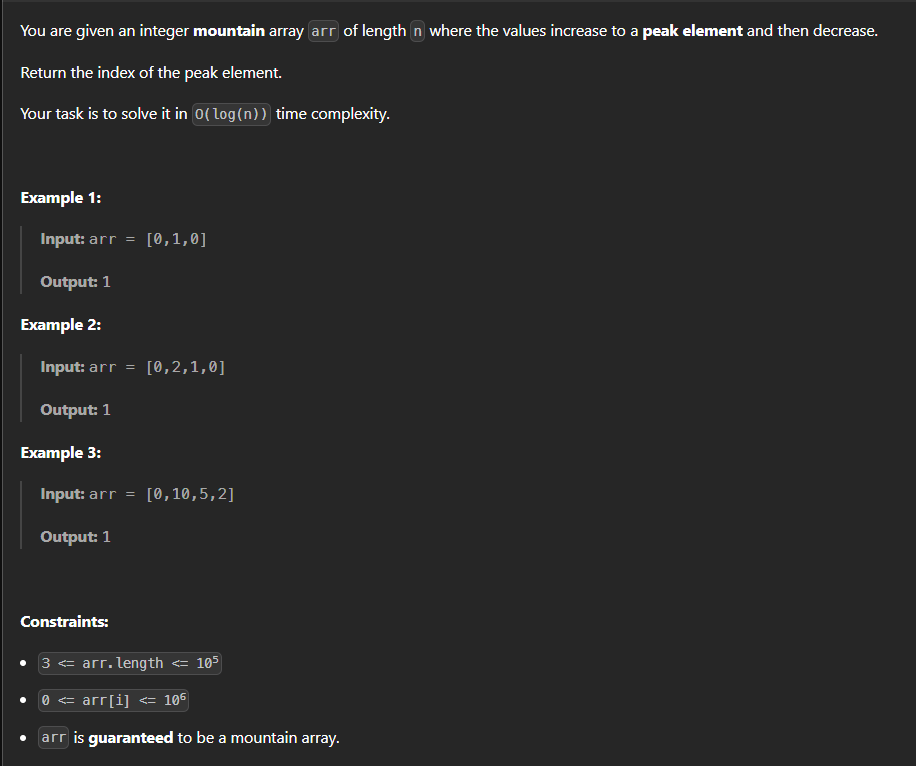 You are given an integer mountain array arr of length n where the values increase to a peak element and then decrease.
Return the index of the peak element.
Your task is to solve it in O(log(n)) time complexity.
Example 1:
Input: arr = [0,1,0]
Output: 1
Example 2:
Input: arr = [0,2,1,0]
Output: 1
Example 3:
Input: arr = [0,10,5,2]
Output: 1
Constraints:
• 3 <= arr.length <= 10⁵
• 0 <= arr[i] <= 10⁶
• arr is guaranteed to be a mountain array.